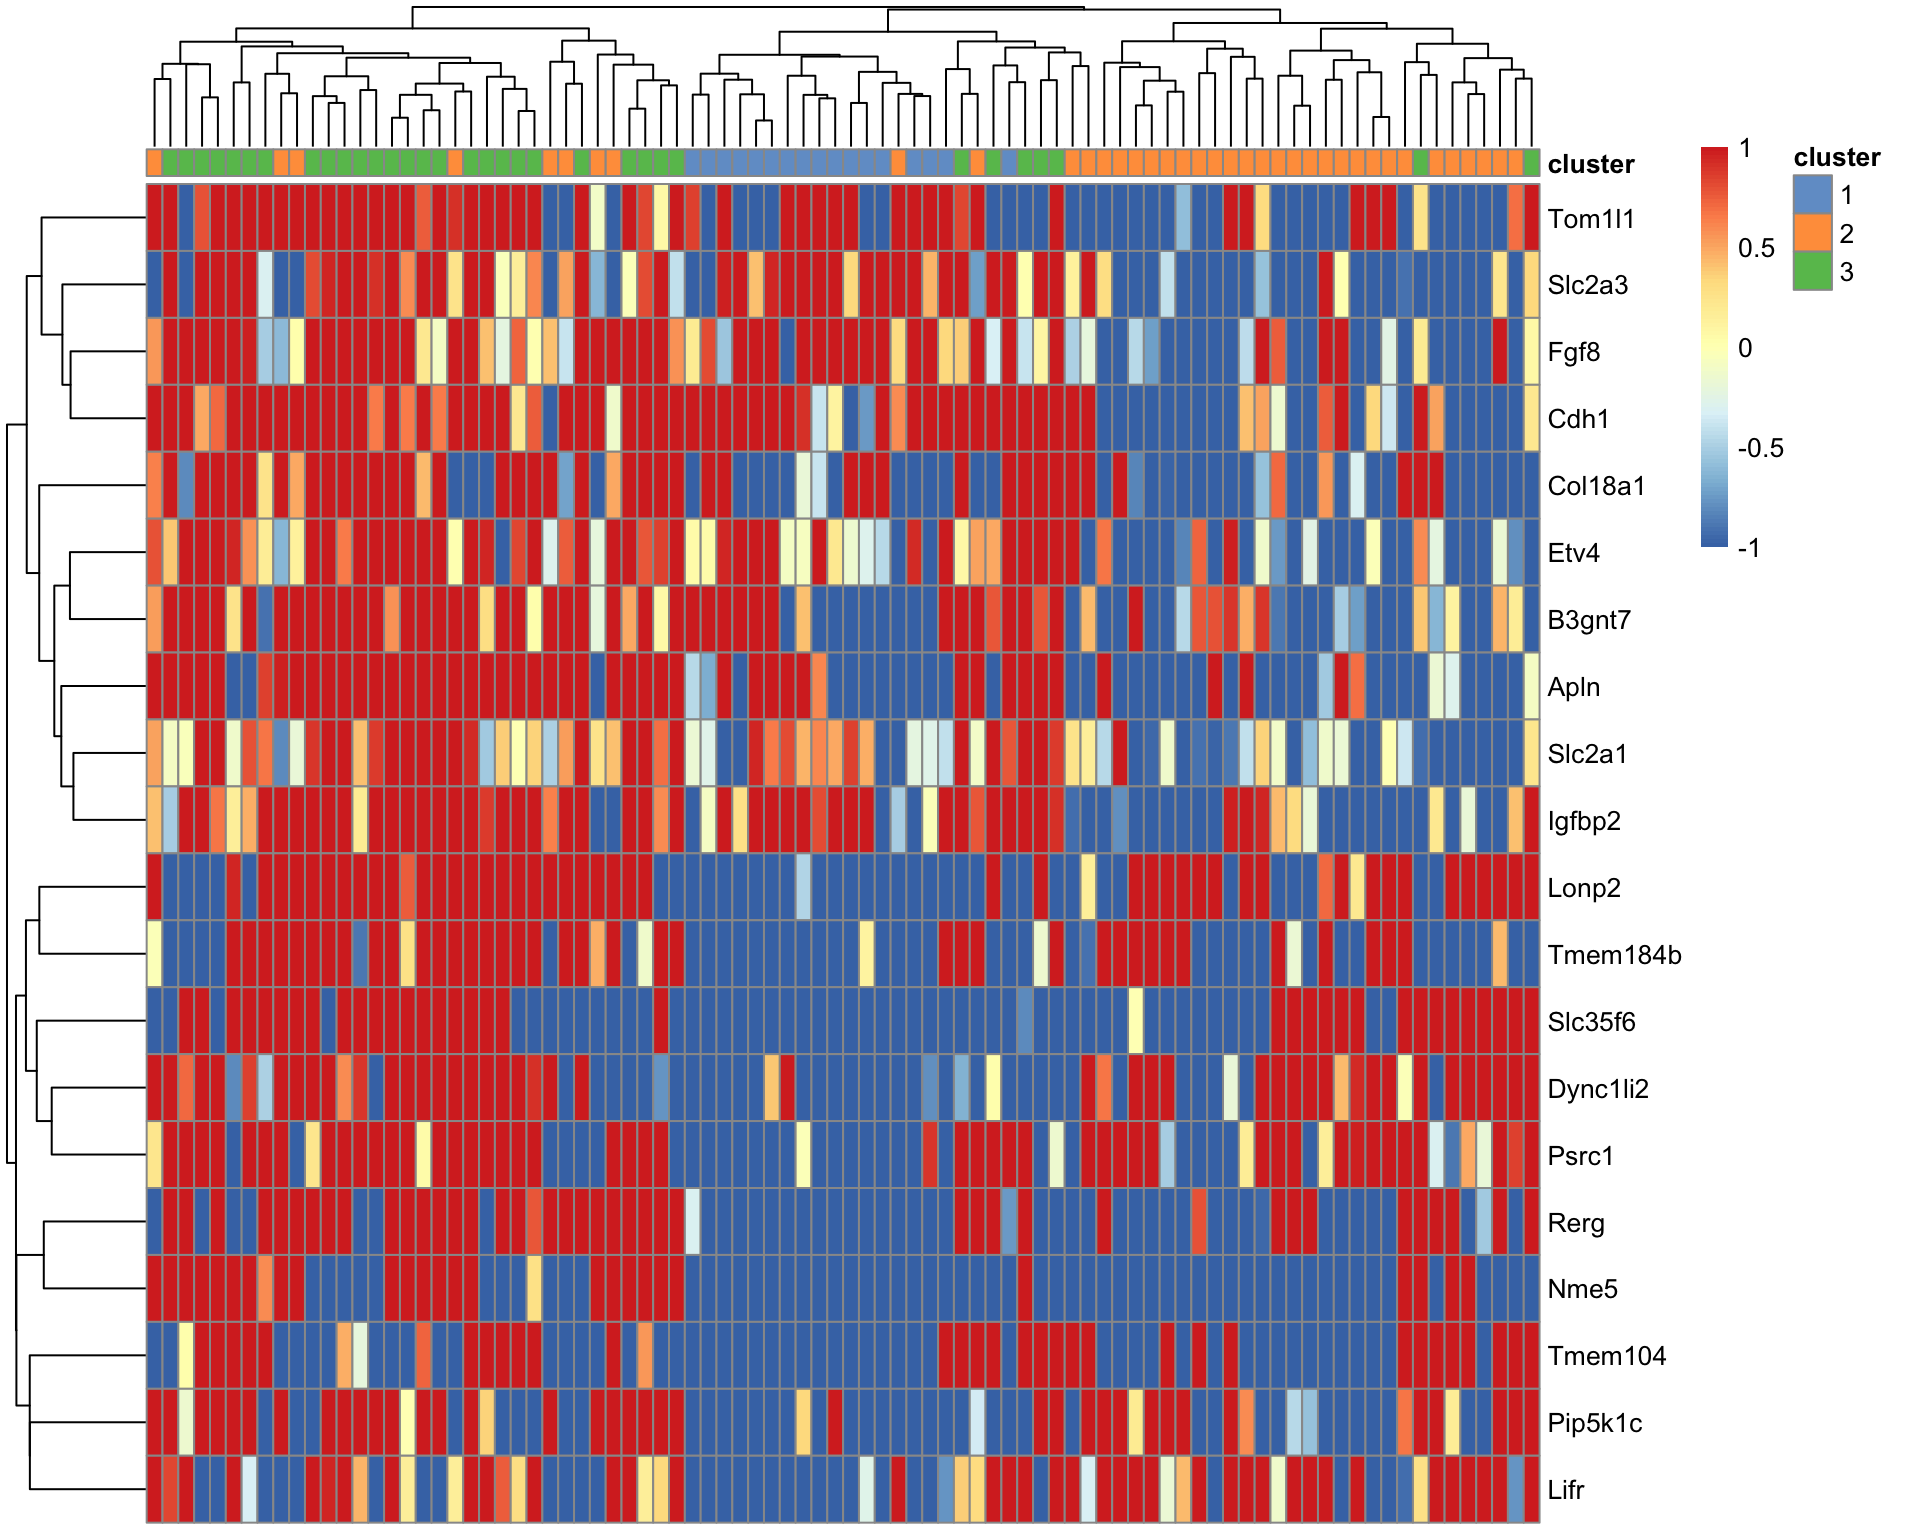 cluster
Tom1l1
Slc2a3
Fgf8
Cdh1
Col18a1
Etv4
B3gnt7
Apln
Slc2a1
Igfbp2
Lonp2
Tmem184b
Slc35f6
Dync1li2
Psrc1
Rerg
Nme5
Tmem104
Pip5k1c
Lifr
1
0.5
0
-0.5
-1
cluster
1
2
3